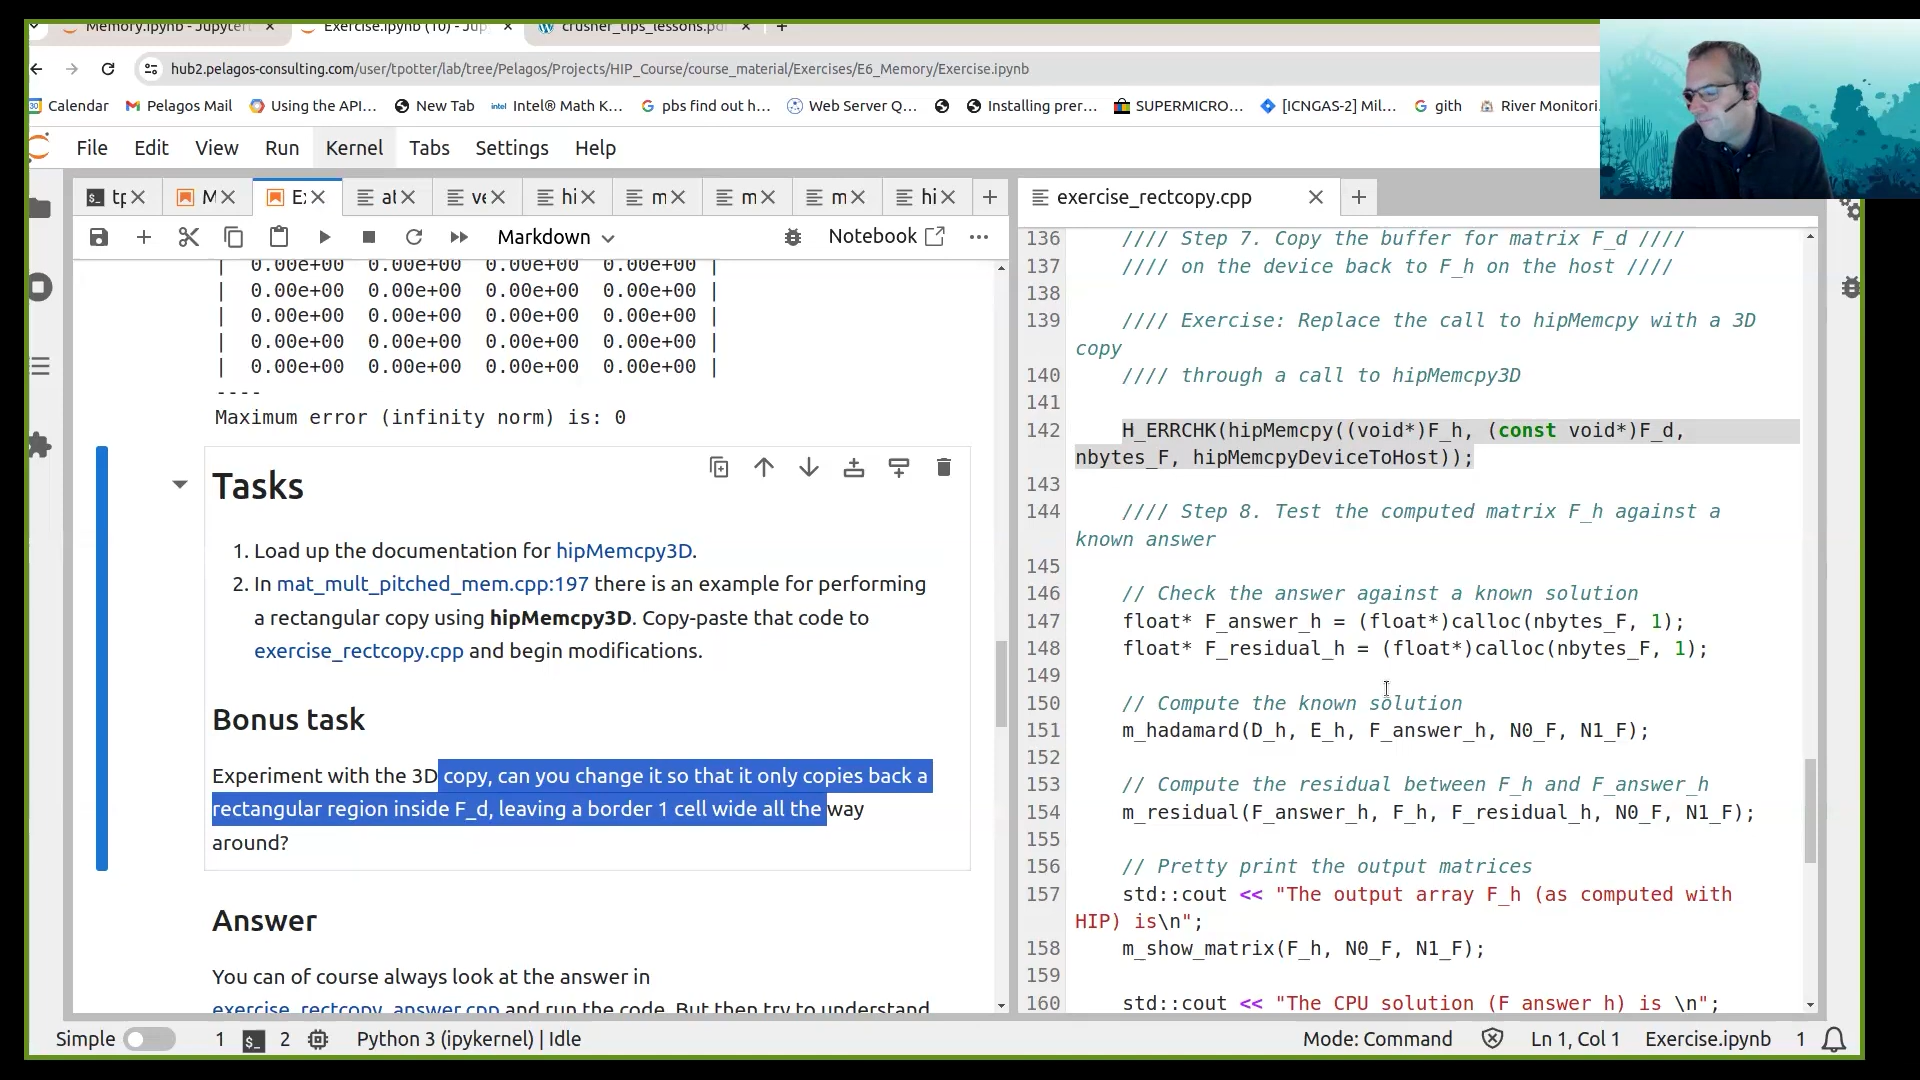 Memory.ipynb - Jupyter
Exercise.ipynb (10) - Jup
crusher_tips_lessons.pd
hub2.pelagos-consulting.com/user/tpotter/lab/tree/Pelagos/Projects/HIP_Course/course_material/Exercises/E6_Memory/Exercise.ipynb
Calendar
Pelagos Mail
Using the API...
New Tab
Intel® Math K...
pbs find out h...
Web Server Q...
Installing prer...
SUPERMICRO...
[ICNGAS-2] Mil...
gith
River Monitori
File Edit View Run Kernel Tabs Settings Help
tp M E: at ve hi m m m hi
exercise_rectcopy.cpp
Markdown
Notebook
| 0.00e+00 0.00e+00 0.00e+00 0.00e+00 |
| 0.00e+00 0.00e+00 0.00e+00 0.00e+00 |
| 0.00e+00 0.00e+00 0.00e+00 0.00e+00 |
| 0.00e+00 0.00e+00 0.00e+00 0.00e+00 |
| 0.00e+00 0.00e+00 0.00e+00 0.00e+00 |
----
Maximum error (infinity norm) is: 0
Tasks
1. Load up the documentation for hipMemcpy3D.
2. In mat_mult_pitched_mem.cpp:197 there is an example for performing
a rectangular copy using hipMemcpy3D. Copy-paste that code to
exercise_rectcopy.cpp and begin modifications.
Bonus task
Experiment with the 3D copy, can you change it so that it only copies back a
rectangular region inside F_d, leaving a border 1 cell wide all the way
around?
Answer
You can of course always look at the answer in
exercise_rectcopy_answer.cpp and run the code. But then try to understand
136 //// Step 7. Copy the buffer for matrix F_d ////
137 //// on the device back to F_h on the host ////
138
139 //// Exercise: Replace the call to hipMemcpy with a 3D
copy
140 //// through a call to hipMemcpy3D
141
142 H_ERRCHK(hipMemcpy((void*)F_h, (const void*)F_d,
nbytes_F, hipMemcpyDeviceToHost));
143
144 //// Step 8. Test the computed matrix F_h against a
known answer
145
146 // Check the answer against a known solution
147 float* F_answer_h = (float*)calloc(nbytes_F, 1);
148 float* F_residual_h = (float*)calloc(nbytes_F, 1);
149
150 // Compute the known solution
151 m_hadamard(D_h, E_h, F_answer_h, N0_F, N1_F);
152
153 // Compute the residual between F_h and F_answer_h
154 m_residual(F_answer_h, F_h, F_residual_h, N0_F, N1_F);
155
156 // Pretty print the output matrices
157 std::cout << "The output array F_h (as computed with
HIP) is\n";
158 m_show_matrix(F_h, N0_F, N1_F);
159
160 std::cout << "The CPU solution (F_answer_h) is \n";
Simple 1 2 Python 3 (ipykernel) | Idle
Mode: Command Ln 1, Col 1 Exercise.ipynb 1